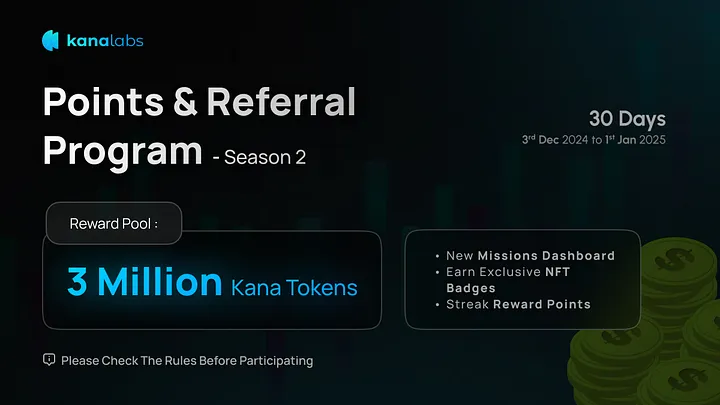 kanalabs
Points & Referral
Program - Season 2
30 Days
3rd Dec 2024 to 1st Jan 2025
Reward Pool :
3 Million Kana Tokens
• New Missions Dashboard
• Earn Exclusive NFT
Badges
• Streak Reward Points
Please Check The Rules Before Participating